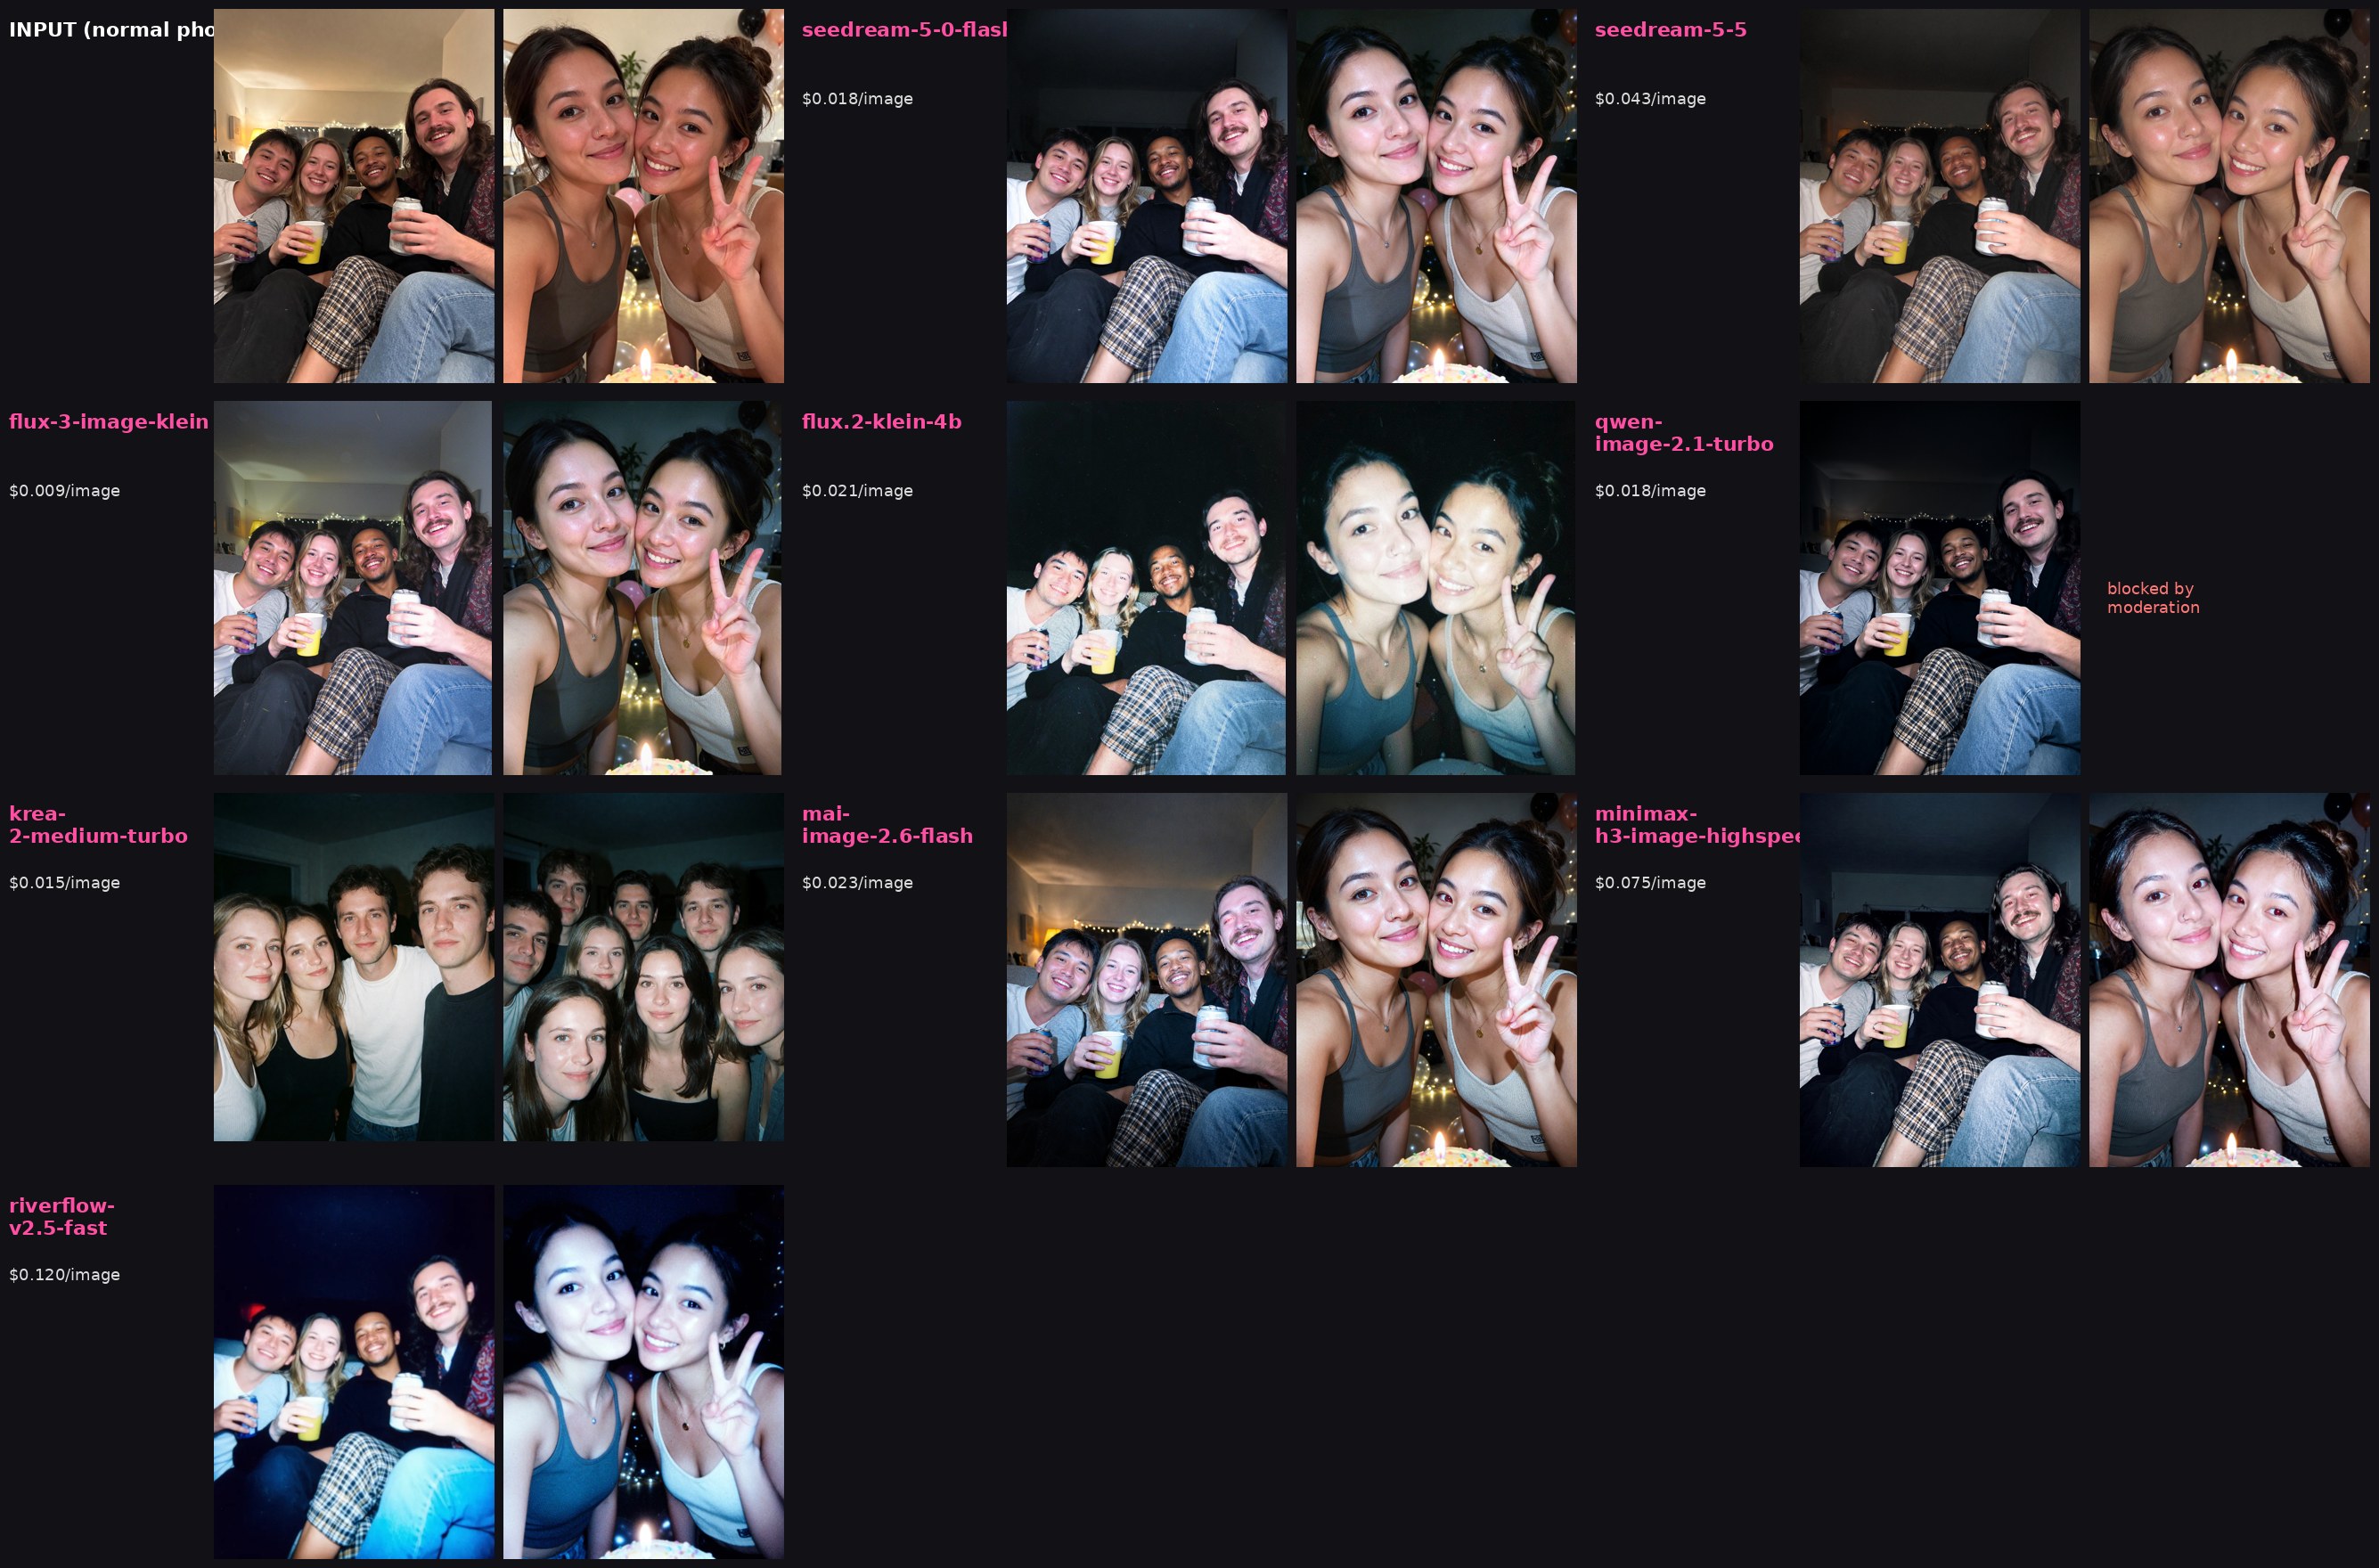 INPUT (normal pho
seedream-5-0-flash
$0.018/image
seedream-5-5
$0.043/image
flux-3-image-klein
$0.009/image
flux.2-klein-4b
$0.021/image
qwen-
image-2.1-turbo
$0.018/image
blocked by
moderation
krea-
2-medium-turbo
$0.015/image
mai-
image-2.6-flash
$0.023/image
minimax-
h3-image-highspee
$0.075/image
riverflow-
v2.5-fast
$0.120/image